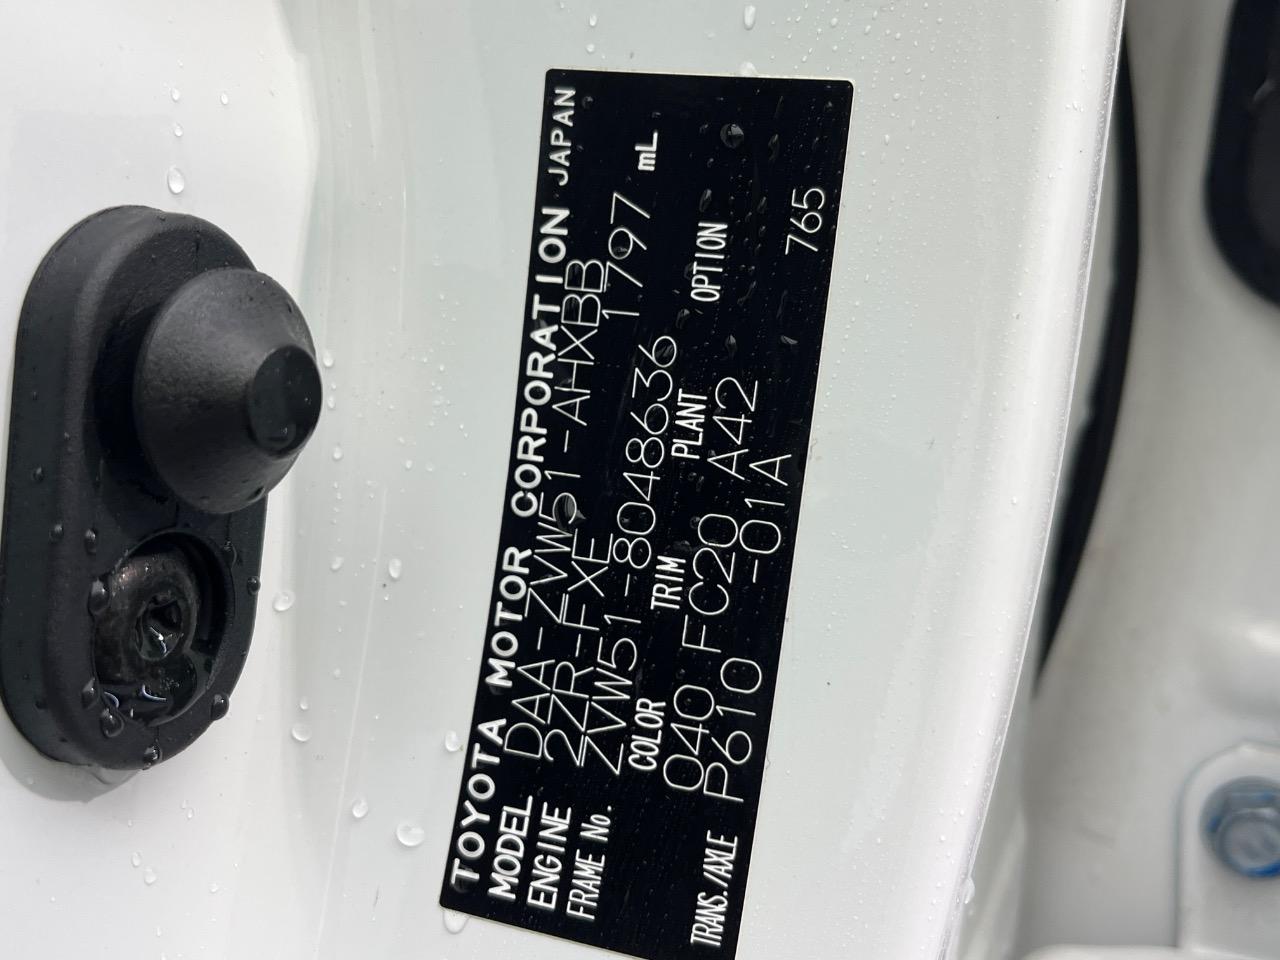 TOYOTA MOTOR CORPORATION JAPAN
MODEL DAA-ZVW51-AHXBB
ENGINE 2ZR-FXE 1797 mL
FRAME No. ZVW51-8048636
COLOR TRIM PLANT OPTION
040 FC20 A42
TRANS./AXLE P610 -01A
765